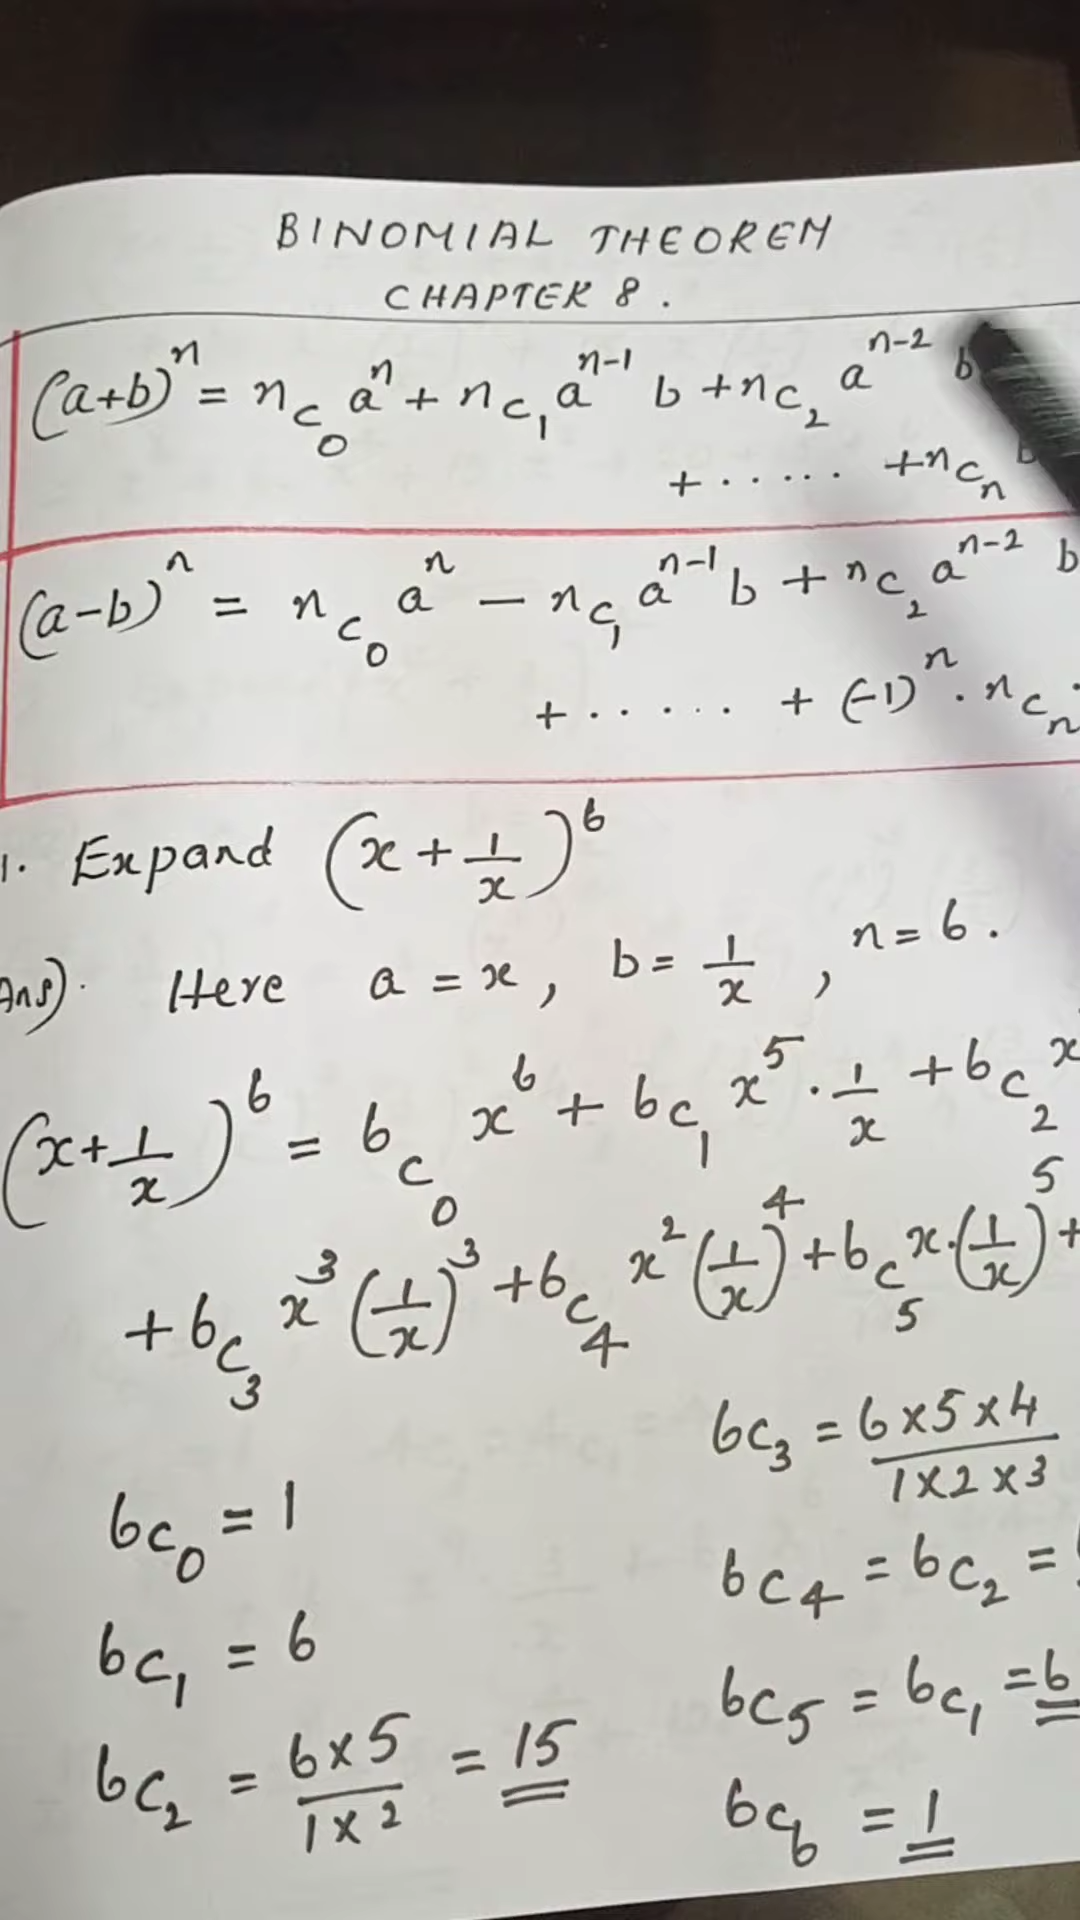 BINOMIAL THEOREM
CHAPTER 8.
(a+b)^n = nC₀ a^n + nC₁ a^(n-1) b + nC₂ a^(n-2) b
+ ...... + nCₙ b
(a-b)^n = nC₀ a^n - nC₁ a^(n-1) b + nC₂ a^(n-2) b
+ ...... + (-1)^n . nCₙ
1. Expand (x + 1/x)^6
Ans). Here a = x, b = 1/x, n = 6.
(x + 1/x)^6 = 6C₀ x^6 + 6C₁ x^5 . 1/x + 6C₂ x
+ 6C₃ x^3 (1/x)^3 + 6C₄ x^2 (1/x)^4 + 6C₅ x.(1/x)^5 +
6C₀ = 1
6C₁ = 6
6C₂ = 6×5/1×2 = 15
6C₃ = 6×5×4/1×2×3
6C₄ = 6C₂ =
6C₅ = 6C₁ = 6
6C₆ = 1